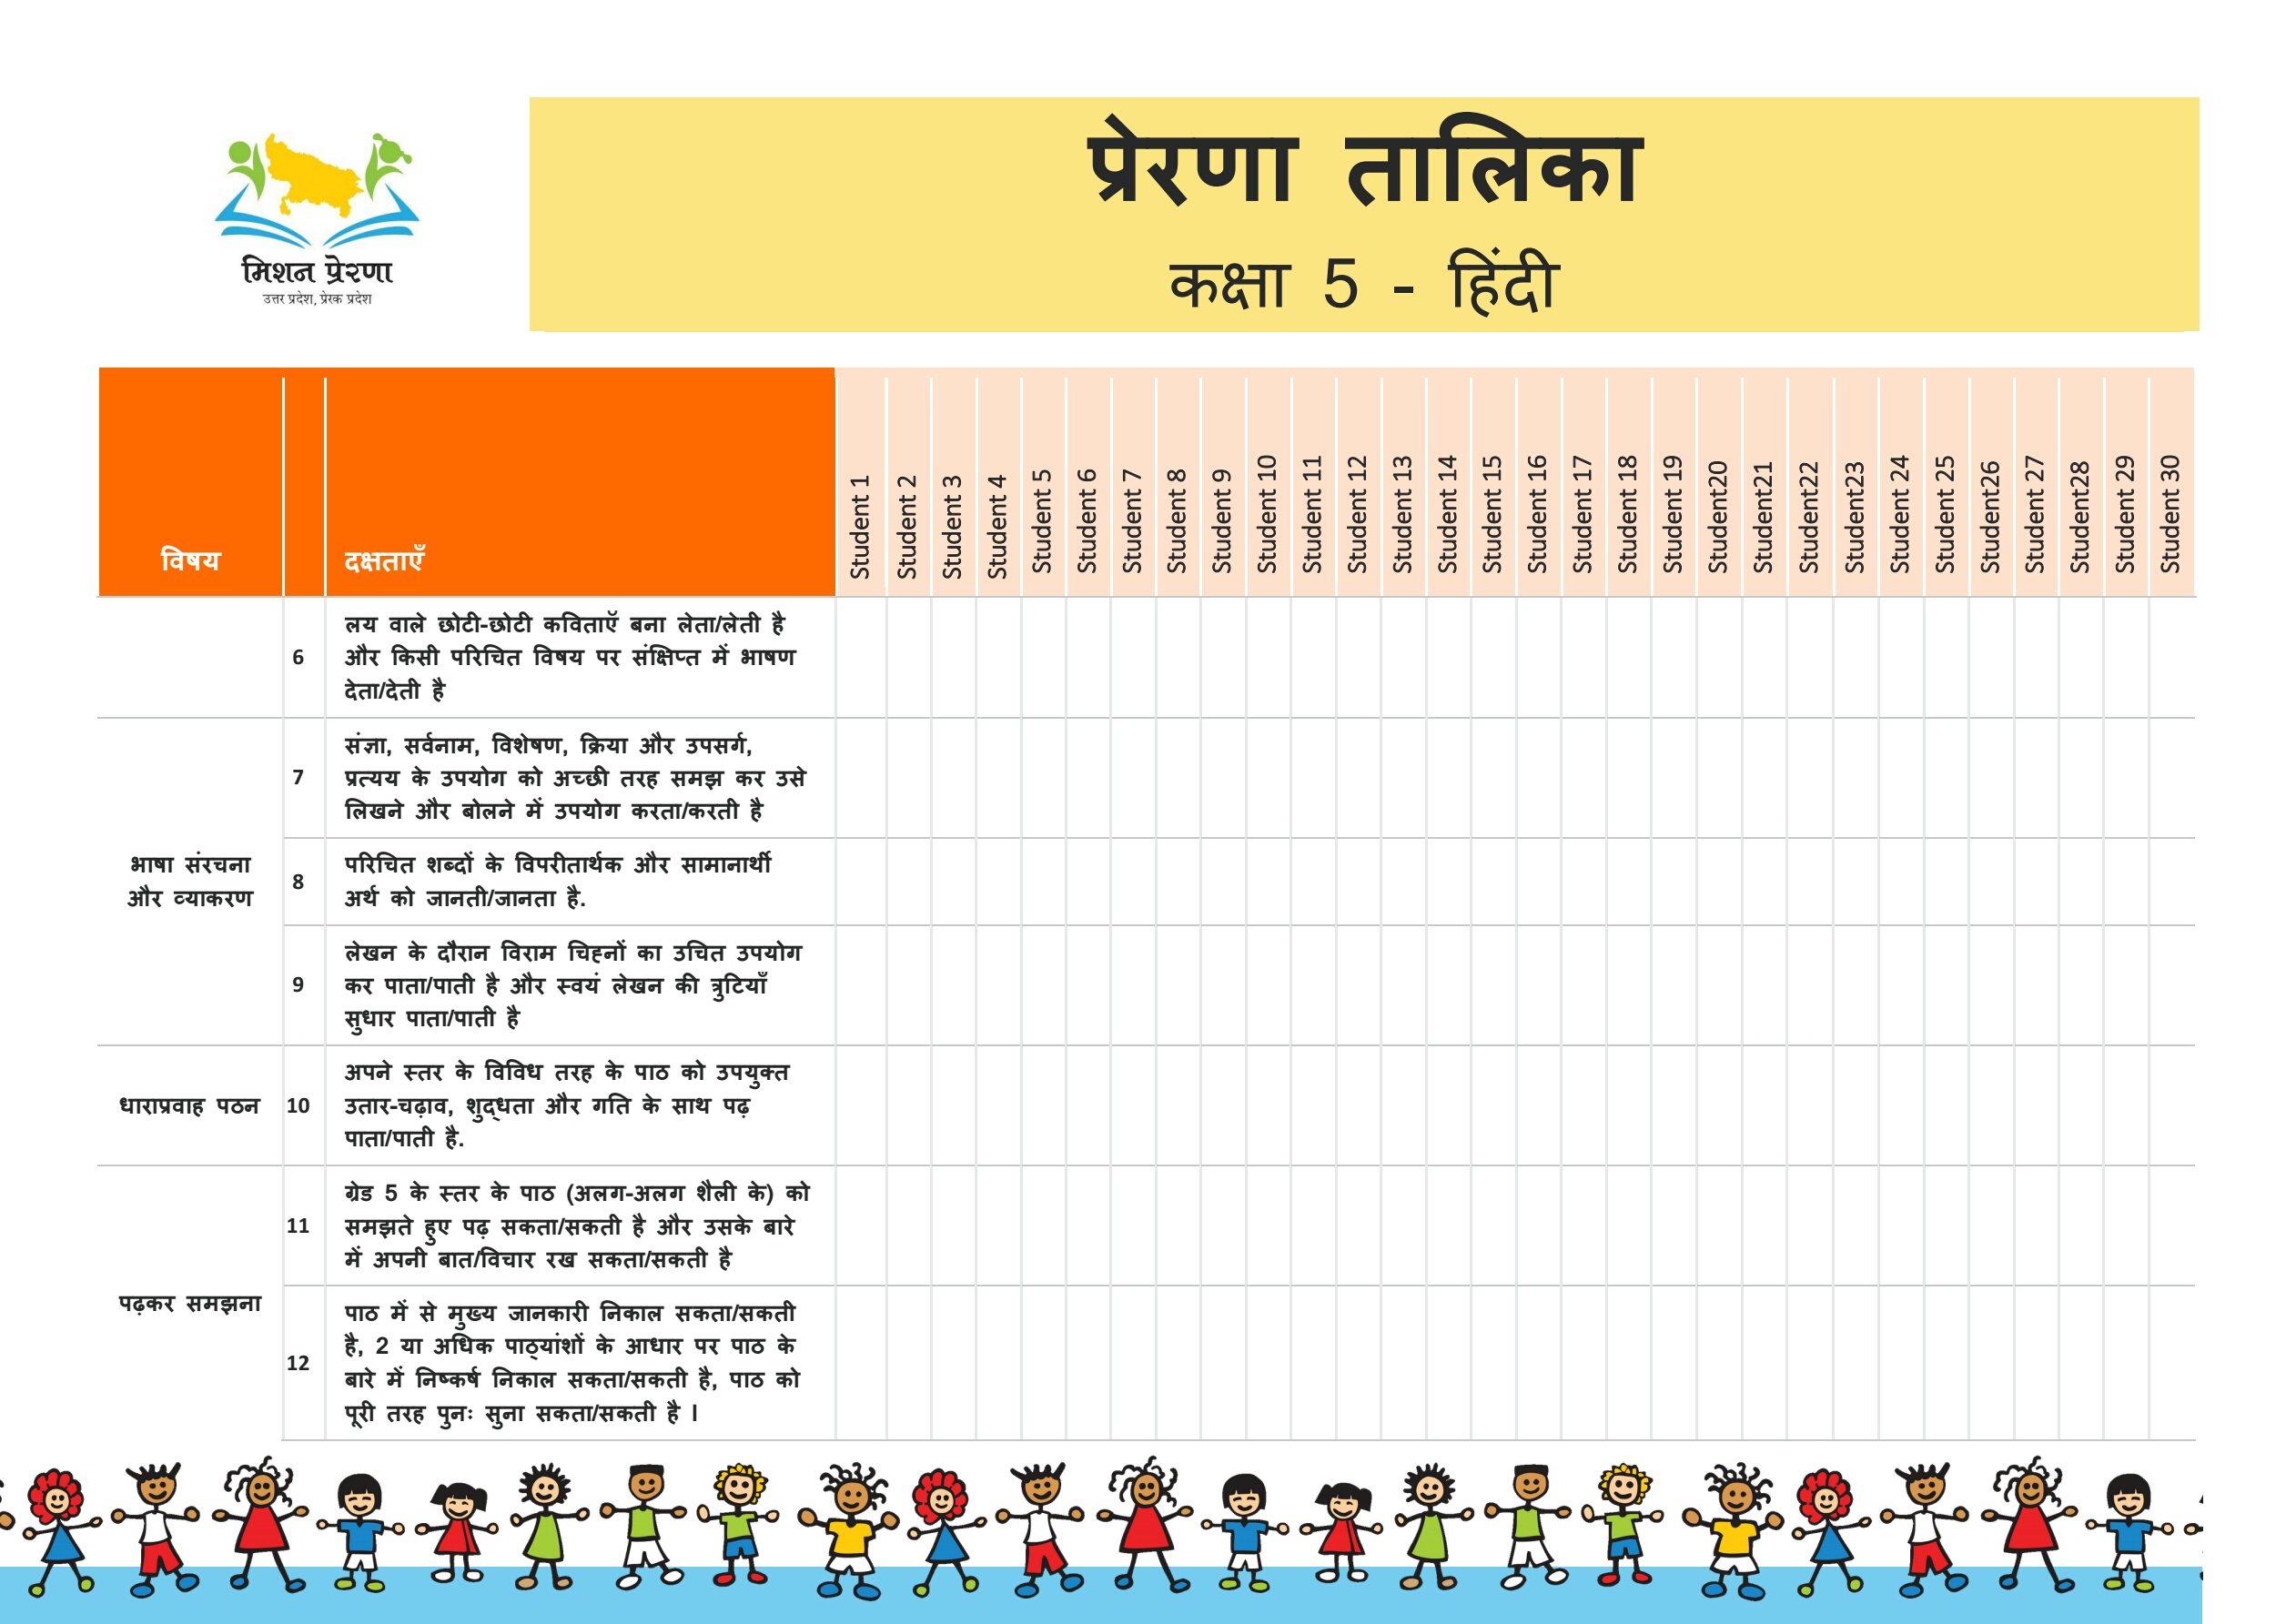 प्रेरणा तालिका
कक्षा 5 - हिंदी
मिशन प्रेरणा
उत्तर प्रदेश, प्रेरक प्रदेश
विषय
दक्षताएँ
Student 1
Student 2
Student 3
Student 4
Student 5
Student 6
Student 7
Student 8
Student 9
Student 10
Student 11
Student 12
Student 13
Student 14
Student 15
Student 16
Student 17
Student 18
Student 19
Student20
Student21
Student22
Student23
Student 24
Student 25
Student26
Student 27
Student28
Student 29
Student 30
6
लय वाले छोटी-छोटी कविताएँ बना लेता/लेती है
और किसी परिचित विषय पर संक्षिप्त में भाषण
देता/देती है
भाषा संरचना
और व्याकरण
7
संज्ञा, सर्वनाम, विशेषण, क्रिया और उपसर्ग,
प्रत्यय के उपयोग को अच्छी तरह समझ कर उसे
लिखने और बोलने में उपयोग करता/करती है
8
परिचित शब्दों के विपरीतार्थक और सामानार्थी
अर्थ को जानती/जानता है.
9
लेखन के दौरान विराम चिह्नों का उचित उपयोग
कर पाता/पाती है और स्वयं लेखन की त्रुटियाँ
सुधार पाता/पाती है
धाराप्रवाह पठन
10
अपने स्तर के विविध तरह के पाठ को उपयुक्त
उतार-चढ़ाव, शुद्धता और गति के साथ पढ़
पाता/पाती है.
पढ़कर समझना
11
ग्रेड 5 के स्तर के पाठ (अलग-अलग शैली के) को
समझते हुए पढ़ सकता/सकती है और उसके बारे
में अपनी बात/विचार रख सकता/सकती है
12
पाठ में से मुख्य जानकारी निकाल सकता/सकती
है, 2 या अधिक पाठ्यांशों के आधार पर पाठ के
बारे में निष्कर्ष निकाल सकता/सकती है, पाठ को
पूरी तरह पुनः सुना सकता/सकती है ।